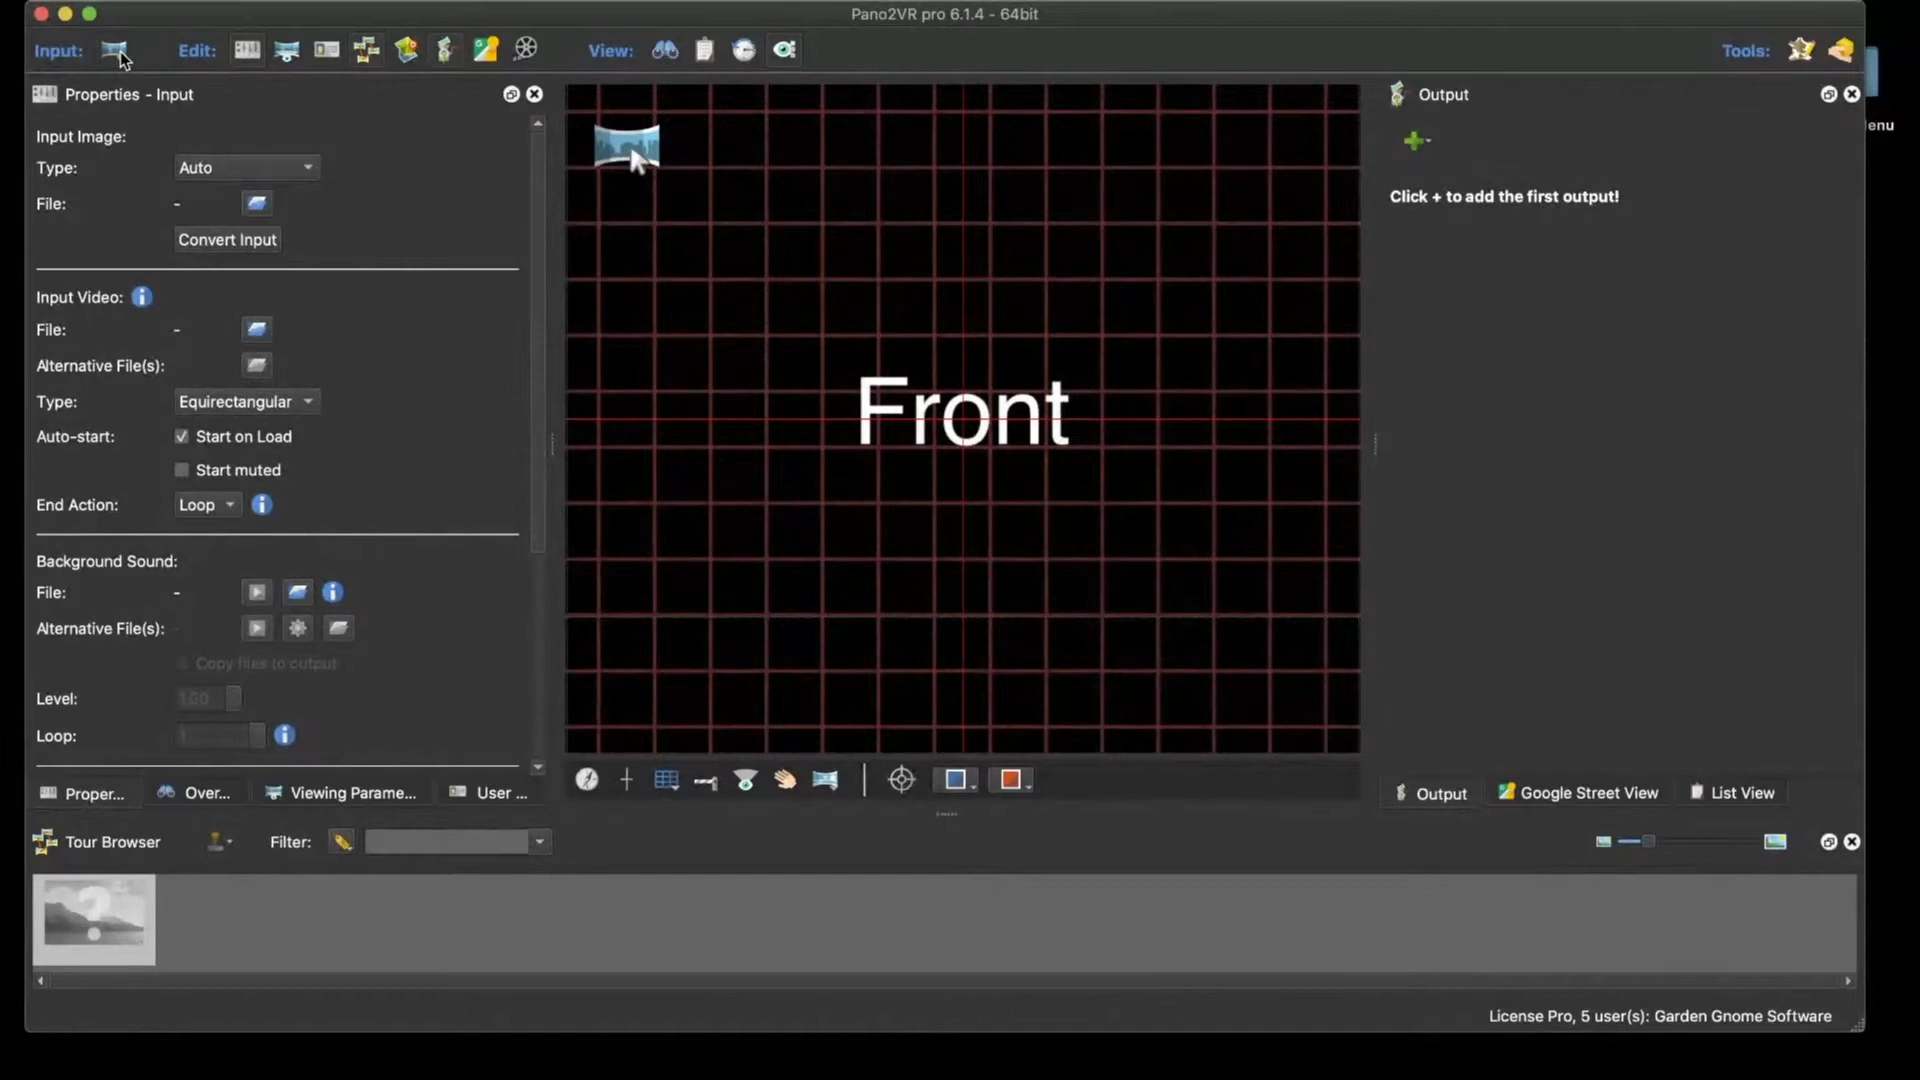 Pano2VR pro 6.1.4 - 64bit
Input:
Edit:
View:
Tools:
Properties - Input
Input Image:
Type:
Auto
File:
-
Convert Input
Input Video:
File:
-
Alternative File(s):
Type:
Equirectangular
Auto-start:
Start on Load
Start muted
End Action:
Loop
Background Sound:
File:
-
Alternative File(s):
-
Copy files to output
Level:
1.00
Loop:
1
Front
Output
Click + to add the first output!
enu
Proper...
Over...
Viewing Parame...
User ...
Output
Google Street View
List View
Tour Browser
Filter:
License Pro, 5 user(s): Garden Gnome Software